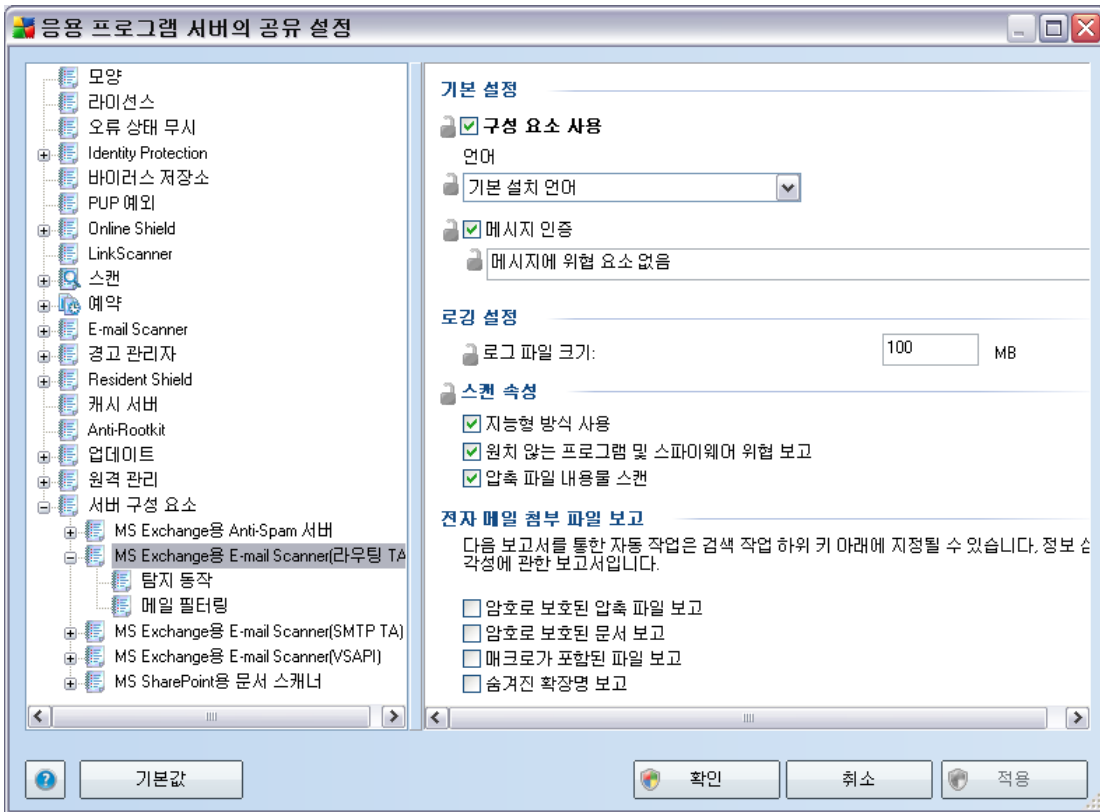 응용 프로그램 서버의 공유 설정
모양
라이선스
오류 상태 무시
Identity Protection
바이러스 저장소
PUP 예외
Online Shield
LinkScanner
스캔
예약
E-mail Scanner
경고 관리자
Resident Shield
캐시 서버
Anti-Rootkit
업데이트
원격 관리
서버 구성 요소
MS Exchange용 Anti-Spam 서버
MS Exchange용 E-mail Scanner(라우팅 TA
탐지 동작
메일 필터링
MS Exchange용 E-mail Scanner(SMTP TA)
MS Exchange용 E-mail Scanner(VSAPI)
MS SharePoint용 문서 스캐너
기본 설정
구성 요소 사용
언어
기본 설치 언어
메시지 인증
메시지에 위협 요소 없음
로깅 설정
로그 파일 크기: 100 MB
스캔 속성
지능형 방식 사용
원치 않는 프로그램 및 스파이웨어 위협 보고
압축 파일 내용물 스캔
전자 메일 첨부 파일 보고
다음 보고서를 통한 자동 작업은 검색 작업 하위 키 아래에 지정될 수 있습니다, 정보 심
각성에 관한 보고서입니다.
암호로 보호된 압축 파일 보고
암호로 보호된 문서 보고
매크로가 포함된 파일 보고
숨겨진 확장명 보고
기본값
확인
취소
적용